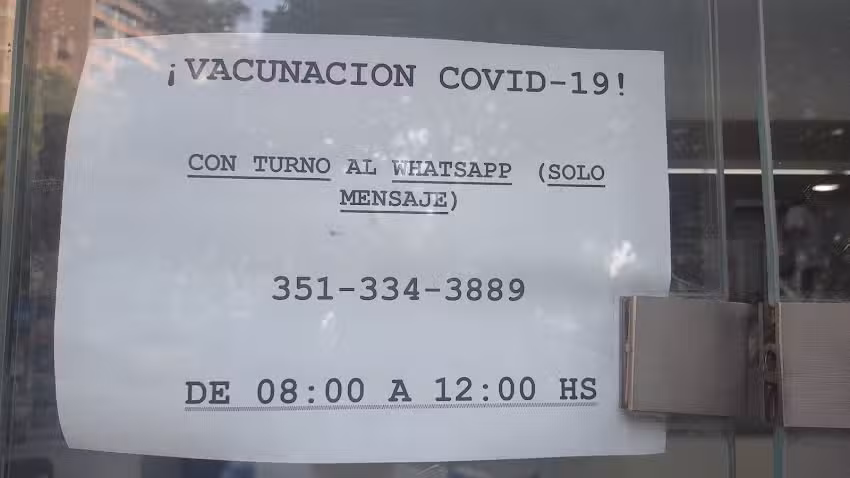 ¡VACUNACION COVID-19!
CON TURNO AL WHATSAPP (SOLO
MENSAJE)
351-334-3889
DE 08:00 A 12:00 HS